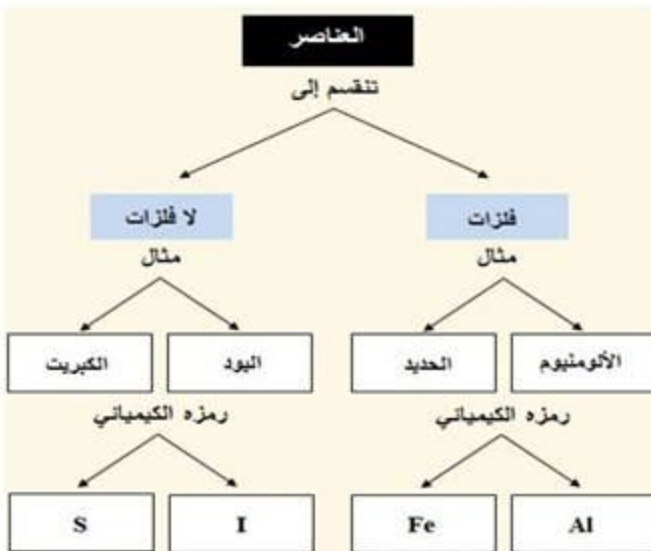 العناصر
تنقسم إلى
فلزات
لا فلزات
مثال
مثال
الألومنيوم
الحديد
اليود
الكبريت
رمزه الكيميائي
رمزه الكيميائي
Al
Fe
I
S